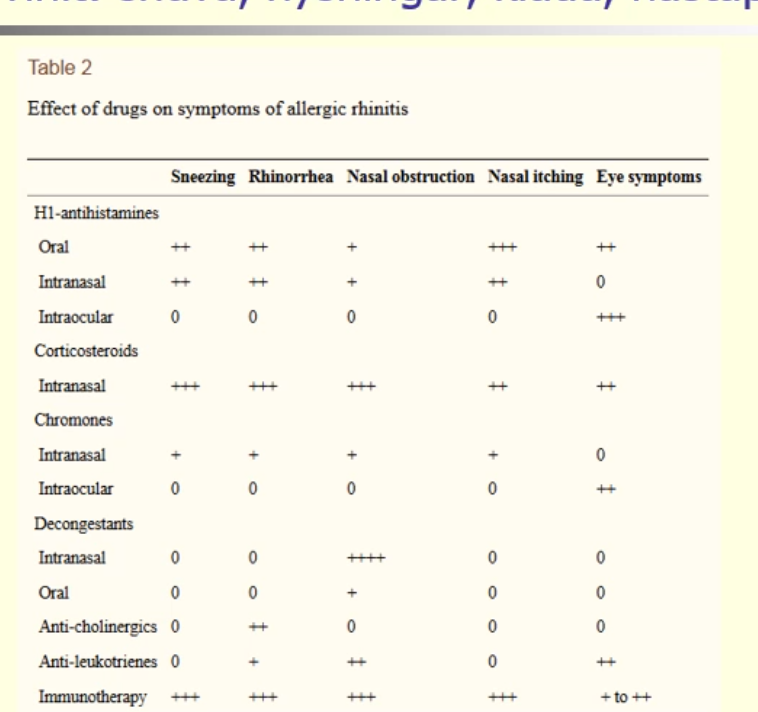 Table 2
Effect of drugs on symptoms of allergic rhinitis
Sneezing Rhinorrhea Nasal obstruction Nasal itching Eye symptoms
H1-antihistamines
Oral ++ ++ + +++ ++
Intranasal ++ ++ + ++ 0
Intraocular 0 0 0 0 +++
Corticosteroids
Intranasal +++ +++ +++ ++ ++
Chromones
Intranasal + + + + 0
Intraocular 0 0 0 0 ++
Decongestants
Intranasal 0 0 ++++ 0 0
Oral 0 0 + 0 0
Anti-cholinergics 0 ++ 0 0 0
Anti-leukotrienes 0 + ++ 0 ++
Immunotherapy +++ +++ +++ +++ + to ++